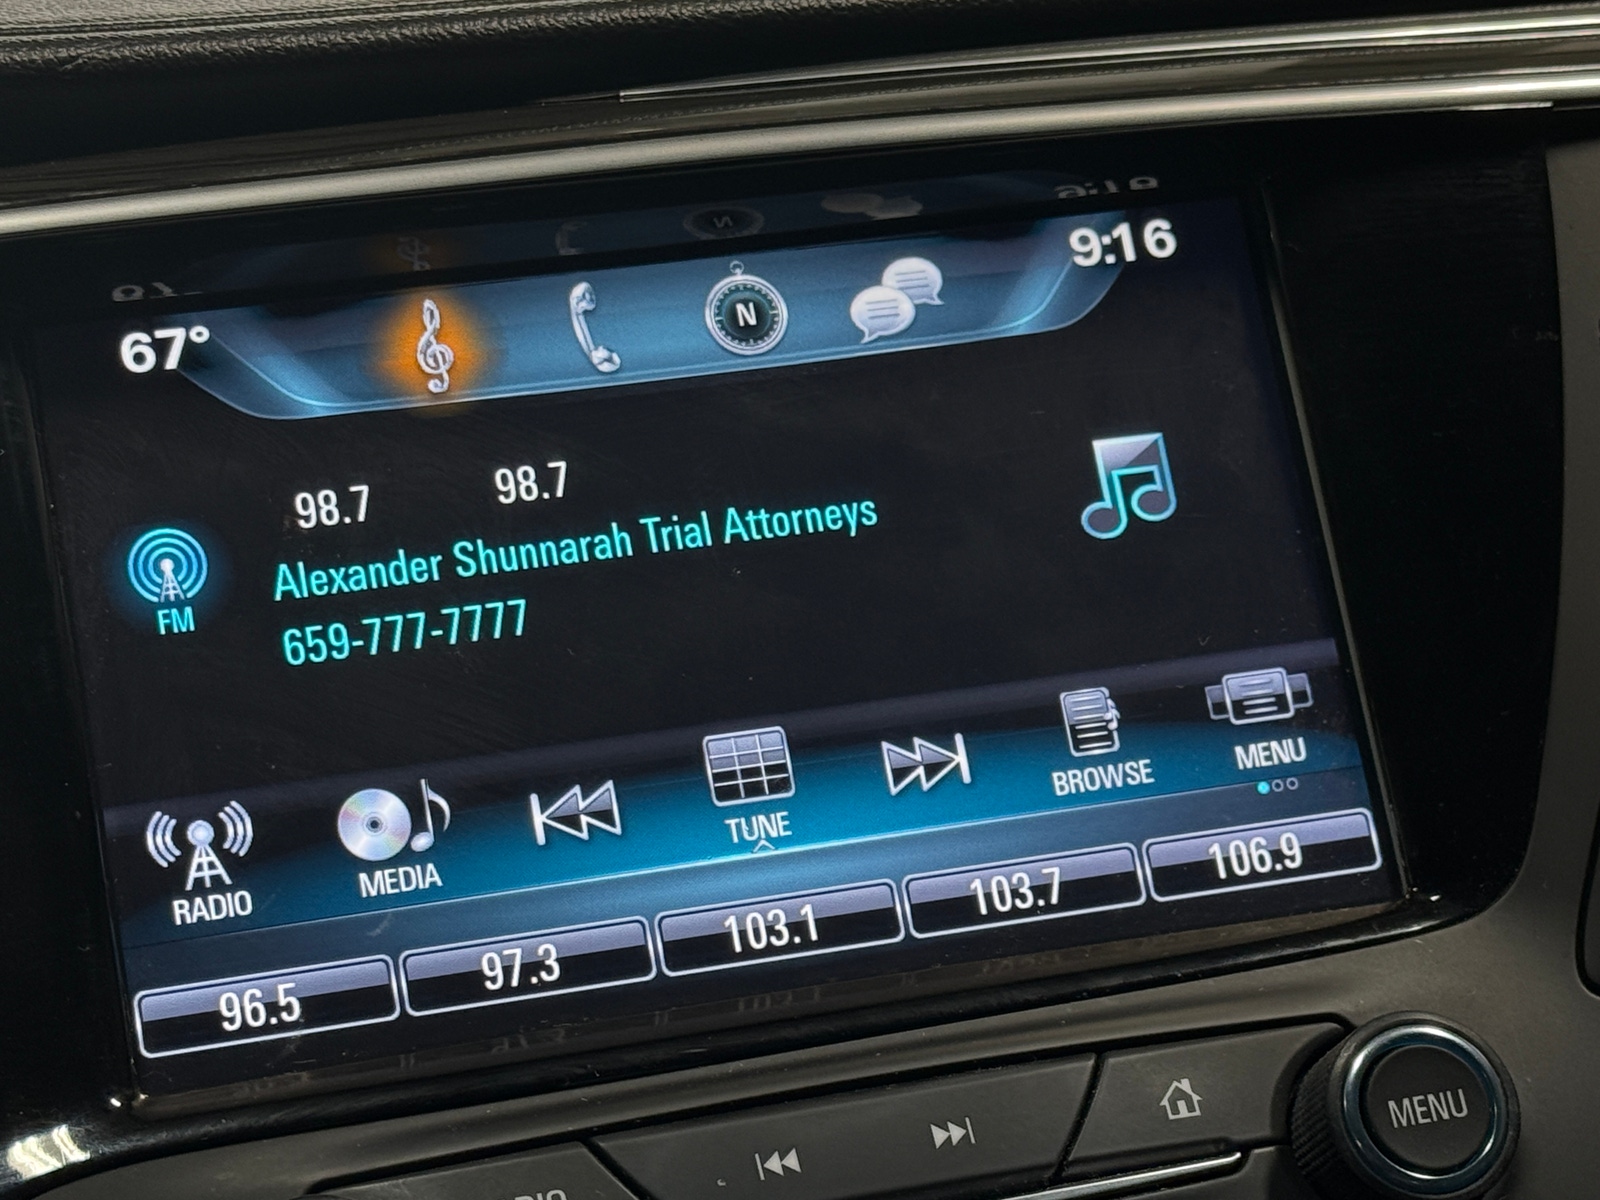 67° 9:16
N
98.7 98.7
Alexander Shunnarah Trial Attorneys
659-777-7777
FM
RADIO MEDIA TUNE BROWSE MENU
96.5 97.3 103.1 103.7 106.9
MENU